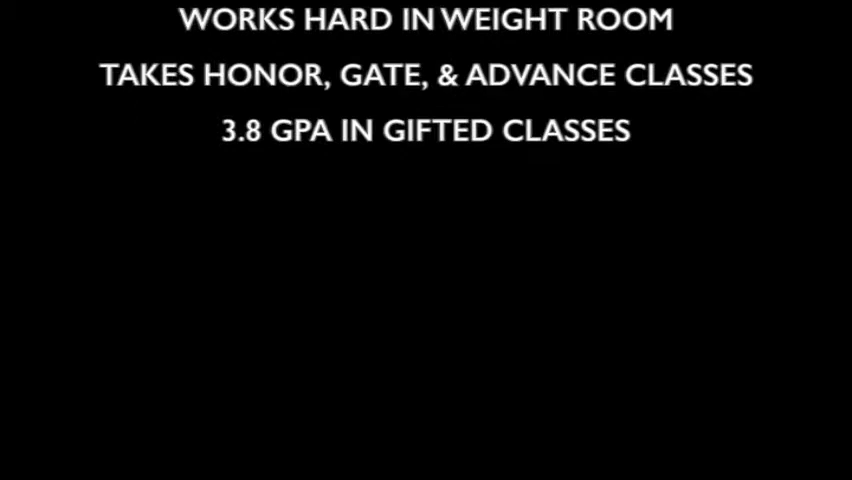 WORKS HARD IN WEIGHT ROOM
TAKES HONOR, GATE, & ADVANCE CLASSES
3.8 GPA IN GIFTED CLASSES